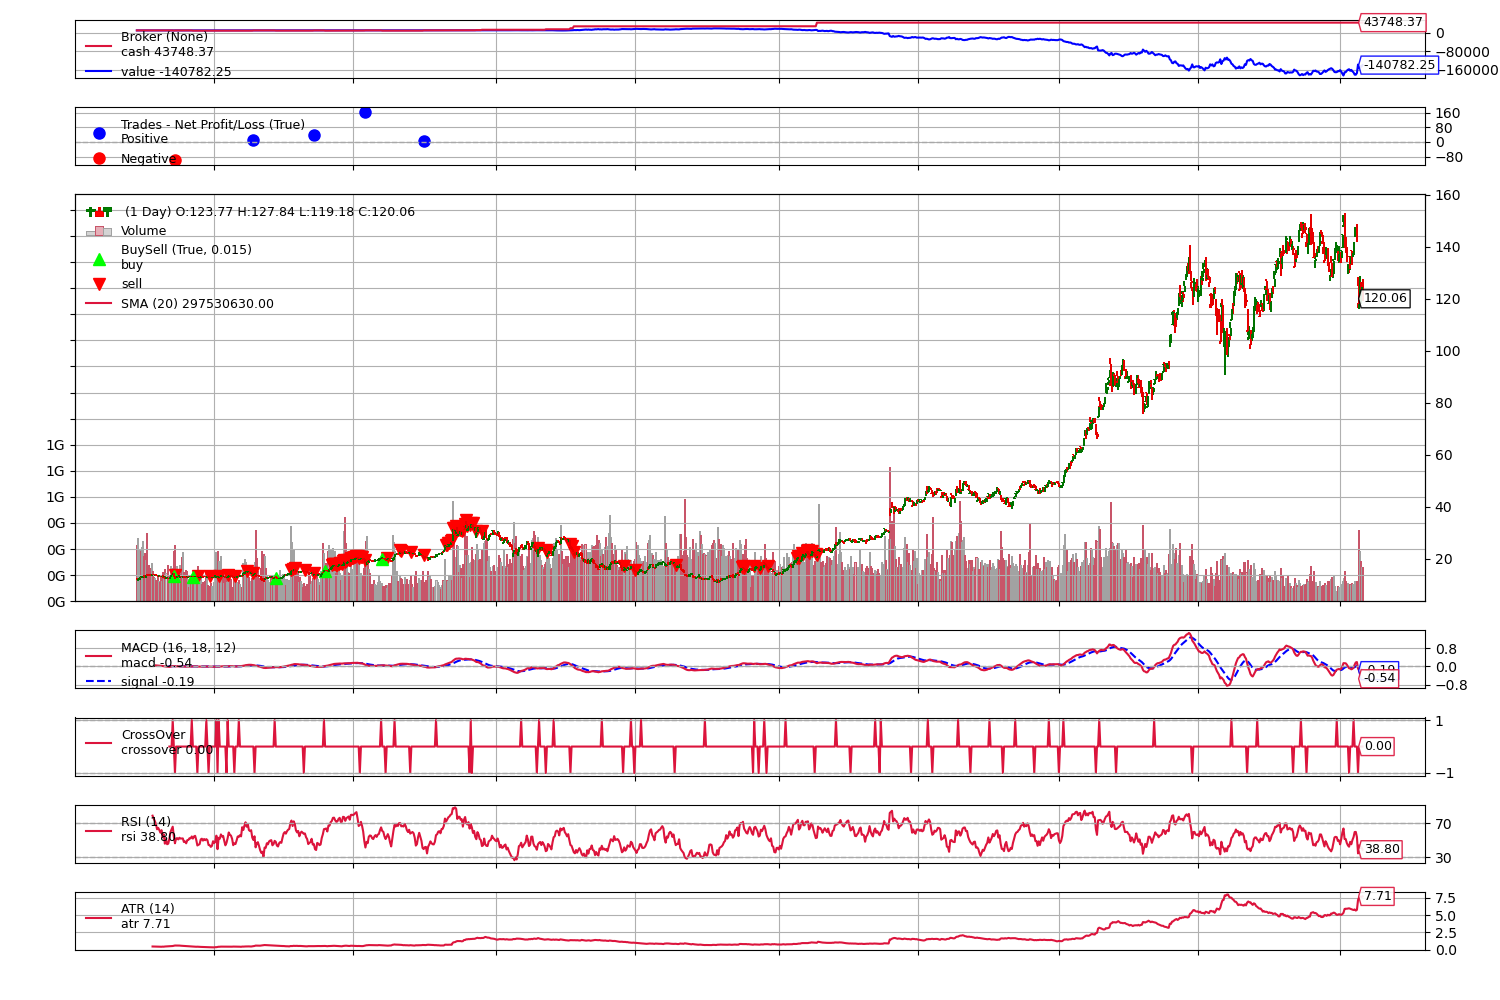 Broker (None)
cash 43748.37
value -140782.25
43748.37
0
−80000
-140782.25
−160000
Trades - Net Profit/Loss (True)
Positive
Negative
160
80
0
−80
(1 Day) O:123.77 H:127.84 L:119.18 C:120.06
Volume
BuySell (True, 0.015)
buy
sell
SMA (20) 297530630.00
160
140
120
120.06
100
80
60
40
20
1G
1G
1G
0G
0G
0G
0G
MACD (16, 18, 12)
macd -0.54
signal -0.19
0.8
0.0
−0.8
-0.19
-0.54
CrossOver
crossover 0.00
1
0.00
−1
RSI (14)
rsi 38.80
70
38.80
30
ATR (14)
atr 7.71
7.71
7.5
5.0
2.5
0.0